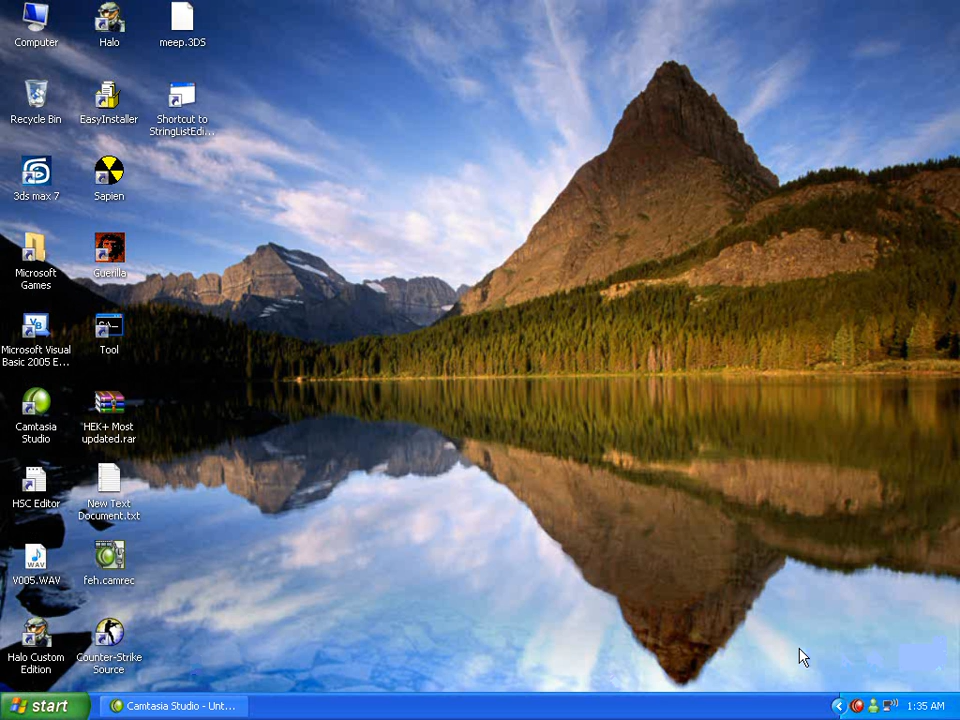 Computer
Halo
meep.3DS
Recycle Bin
EasyInstaller
Shortcut to
StringListEdi...
3ds max 7
Sapien
Microsoft
Games
Guerilla
Microsoft Visual
Basic 2005 E...
Tool
Camtasia
Studio
HEK+ Most
updated.rar
HSC Editor
New Text
Document.txt
V005.WAV
feh.camrec
Halo Custom
Edition
Counter-Strike
Source
start
Camtasia Studio - Unt...
1:35 AM